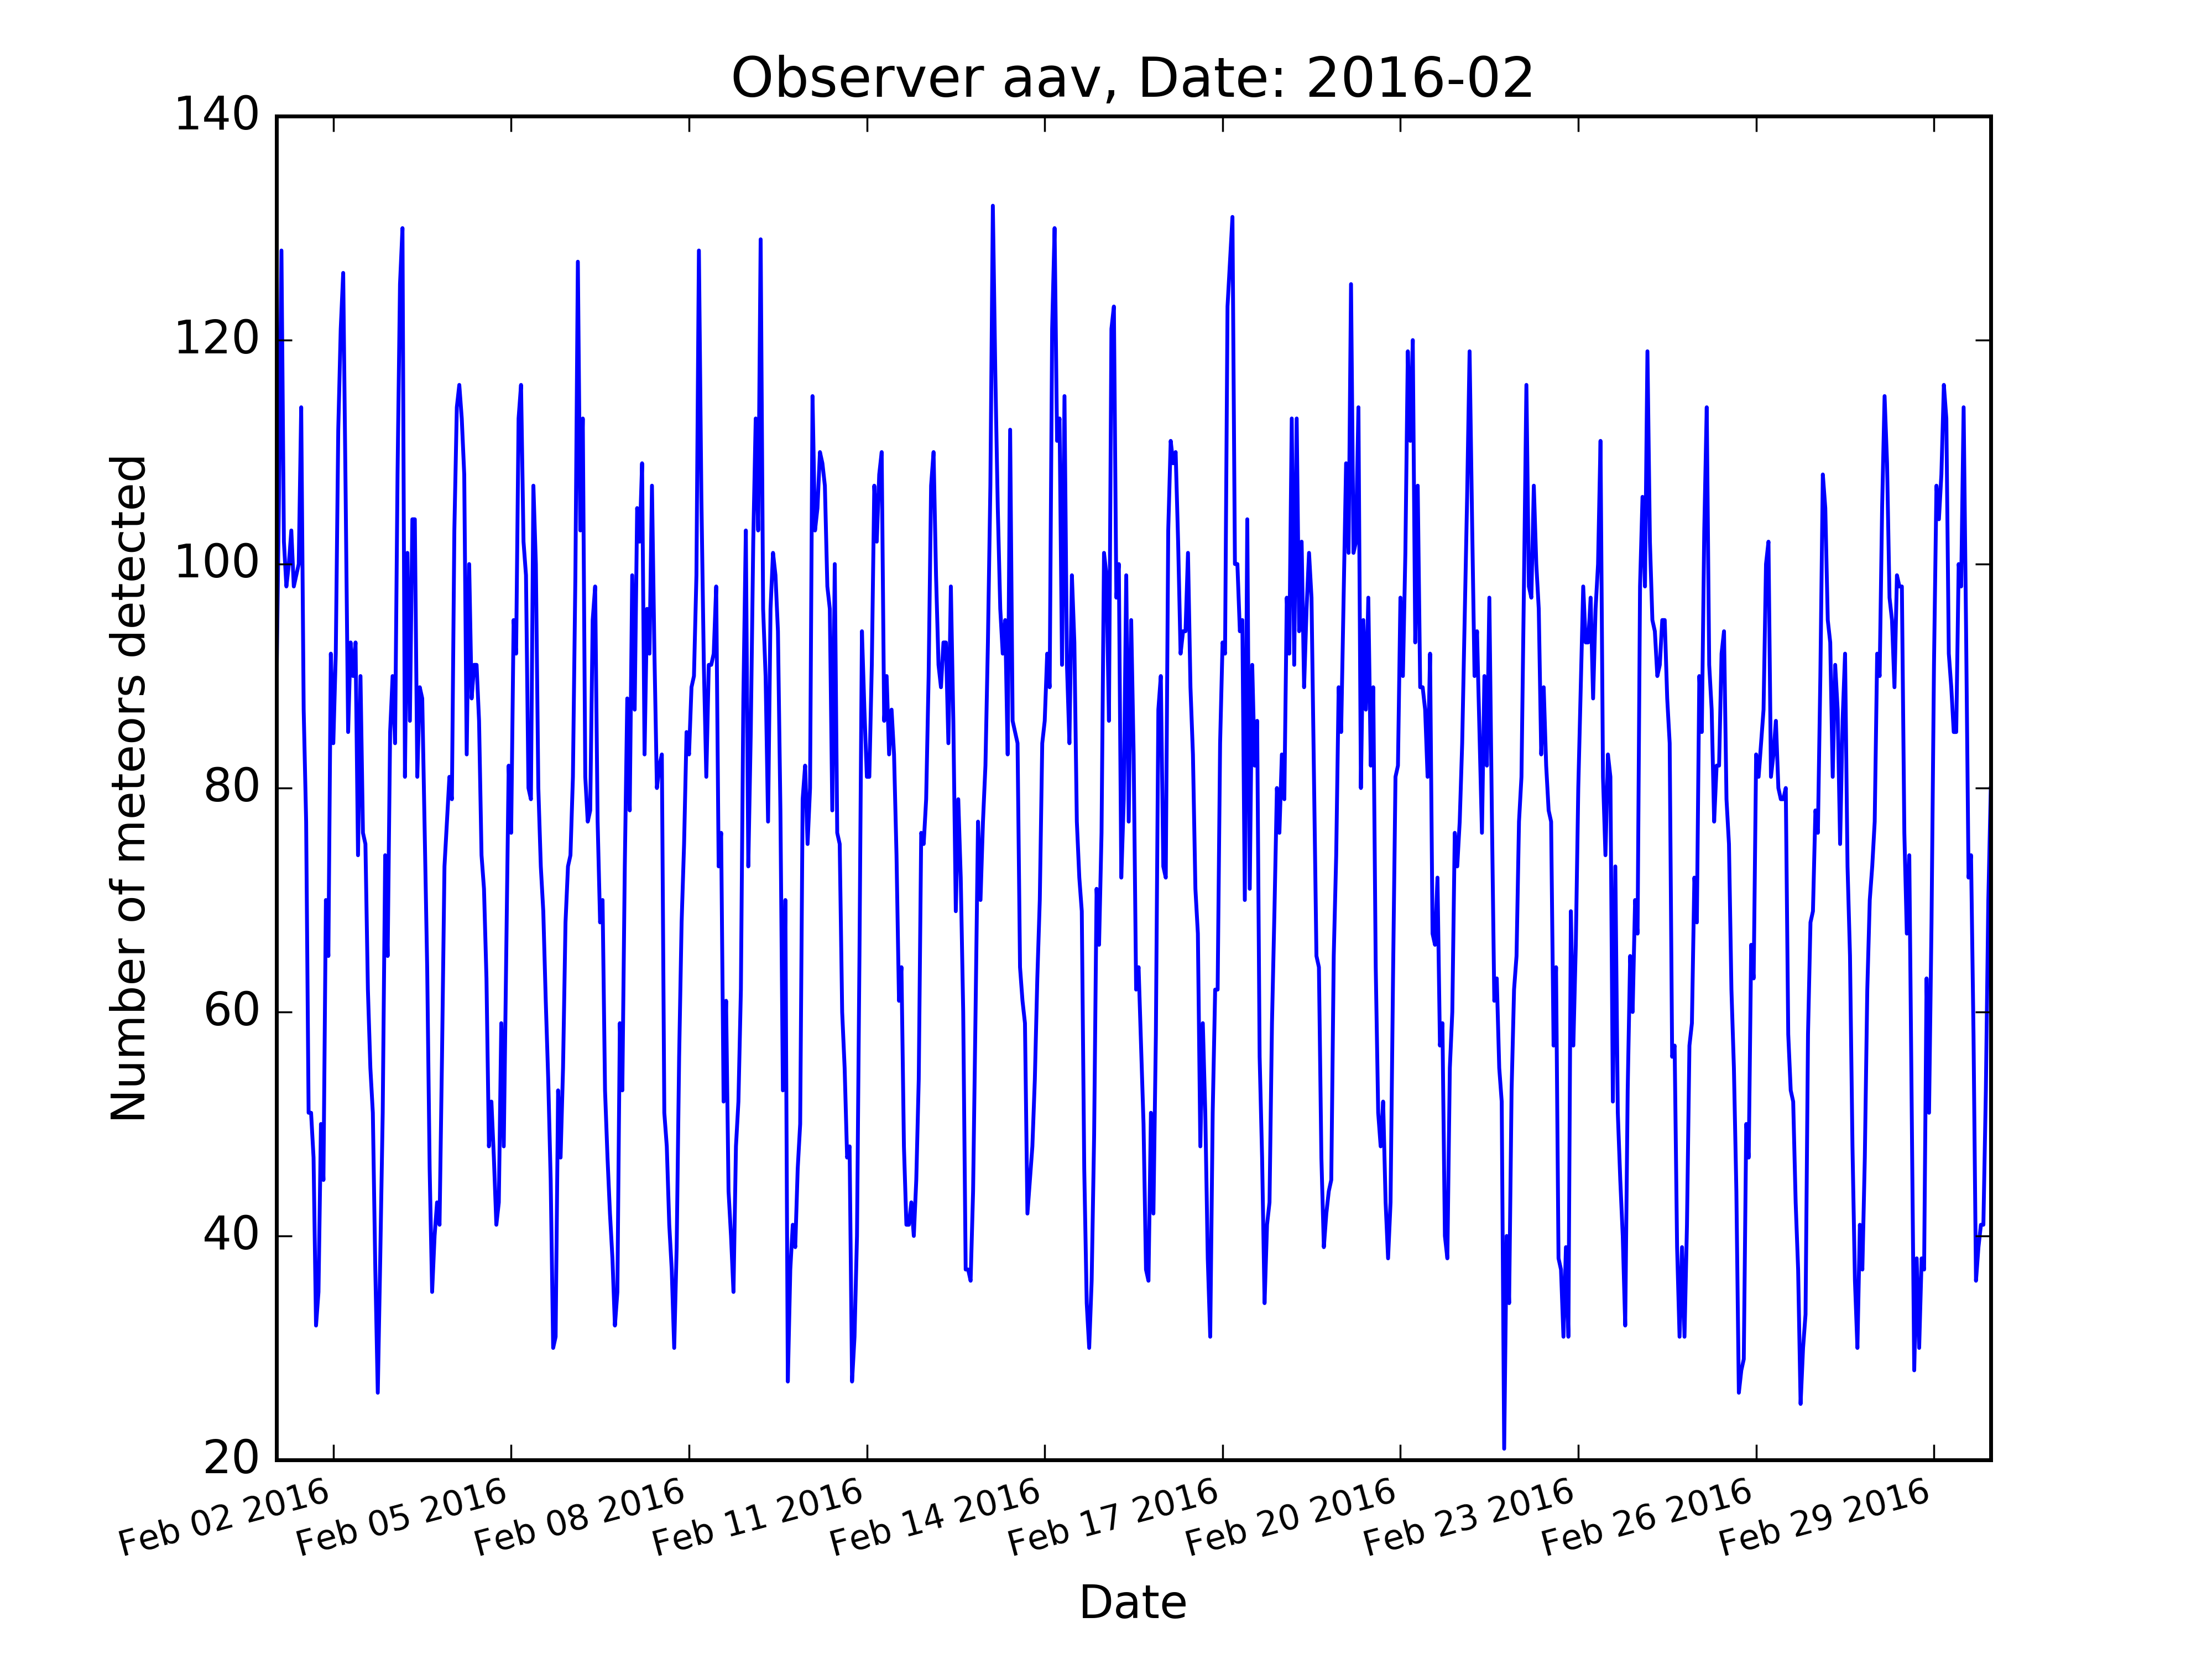 Observer aav, Date: 2016-02
140
120
100
80
60
40
20
Number of meteors detected
Feb 02 2016
Feb 05 2016
Feb 08 2016
Feb 11 2016
Feb 14 2016
Feb 17 2016
Feb 20 2016
Feb 23 2016
Feb 26 2016
Feb 29 2016
Date